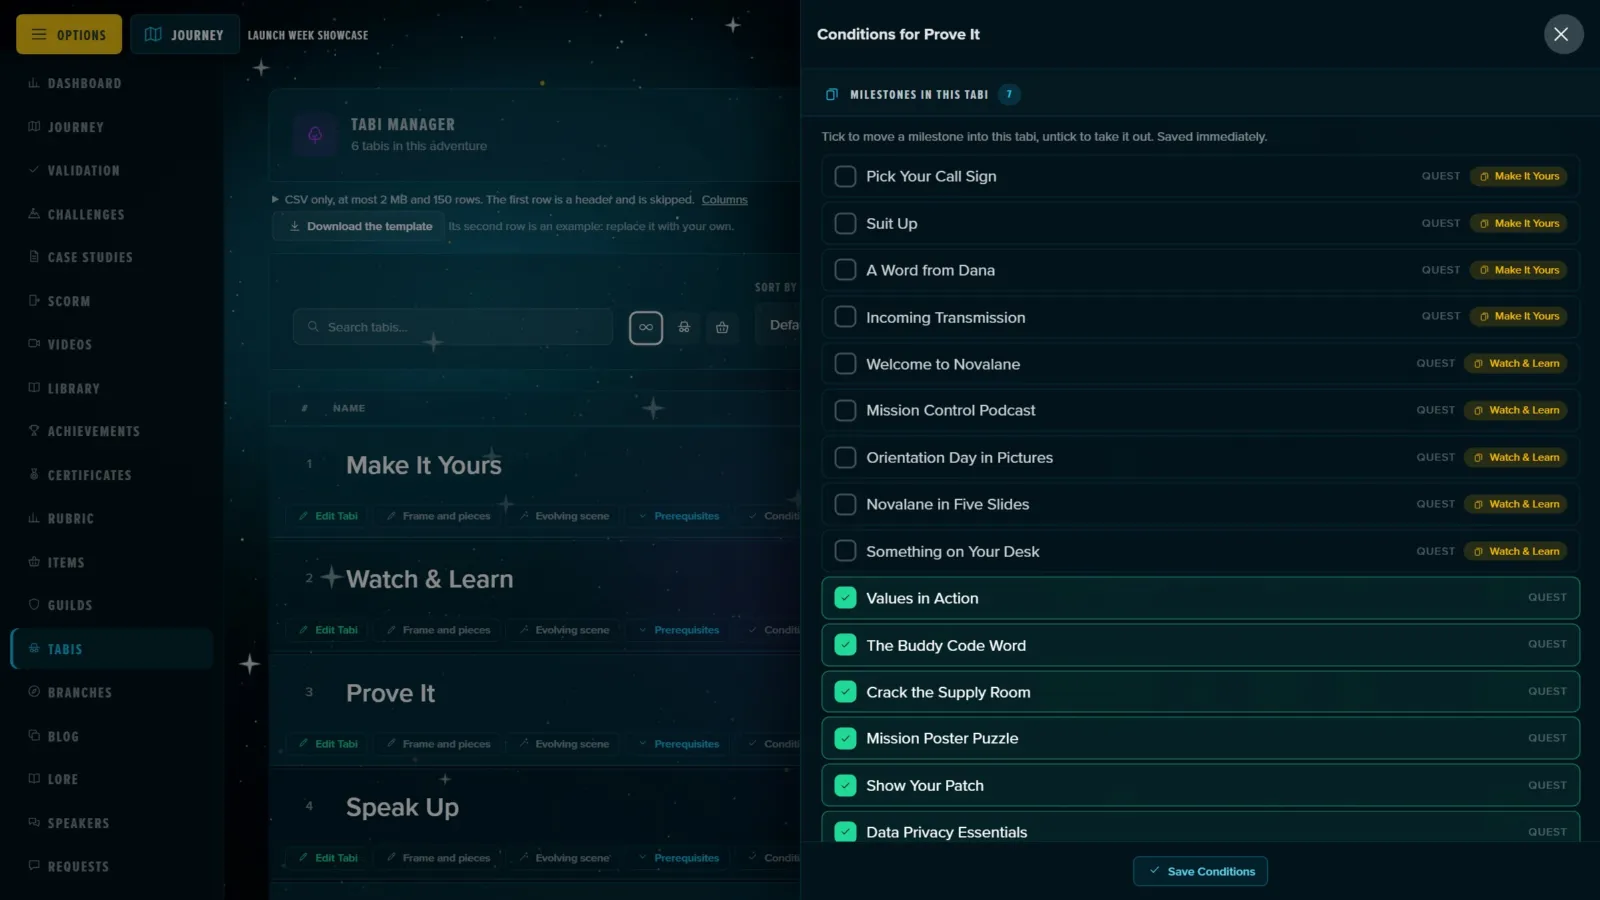 OPTIONS
JOURNEY
LAUNCH WEEK SHOWCASE
DASHBOARD
JOURNEY
VALIDATION
CHALLENGES
CASE STUDIES
SCORM
VIDEOS
LIBRARY
ACHIEVEMENTS
CERTIFICATES
RUBRIC
ITEMS
GUILDS
TABIS
BRANCHES
BLOG
LORE
SPEAKERS
REQUESTS
TABI MANAGER
6 tabis in this adventure
CSV only, at most 2 MB and 150 rows. The first row is a header and is skipped. Columns
Download the template Its second row is an example: replace it with your own.
SORT BY
Search tabis... Defa
# NAME
1 Make It Yours
Edit Tabi Frame and pieces Evolving scene Prerequisites Conditi
2 Watch & Learn
Edit Tabi Frame and pieces Evolving scene Prerequisites Conditi
3 Prove It
Edit Tabi Frame and pieces Evolving scene Prerequisites Conditi
4 Speak Up
Edit Tabi Frame and pieces Evolving scene Prerequisites Conditi
Conditions for Prove It
MILESTONES IN THIS TABI 7
Tick to move a milestone into this tabi, untick to take it out. Saved immediately.
Pick Your Call Sign QUEST Make It Yours
Suit Up QUEST Make It Yours
A Word from Dana QUEST Make It Yours
Incoming Transmission QUEST Make It Yours
Welcome to Novalane QUEST Watch & Learn
Mission Control Podcast QUEST Watch & Learn
Orientation Day in Pictures QUEST Watch & Learn
Novalane in Five Slides QUEST Watch & Learn
Something on Your Desk QUEST Watch & Learn
Values in Action QUEST
The Buddy Code Word QUEST
Crack the Supply Room QUEST
Mission Poster Puzzle QUEST
Show Your Patch QUEST
Data Privacy Essentials QUEST
Save Conditions